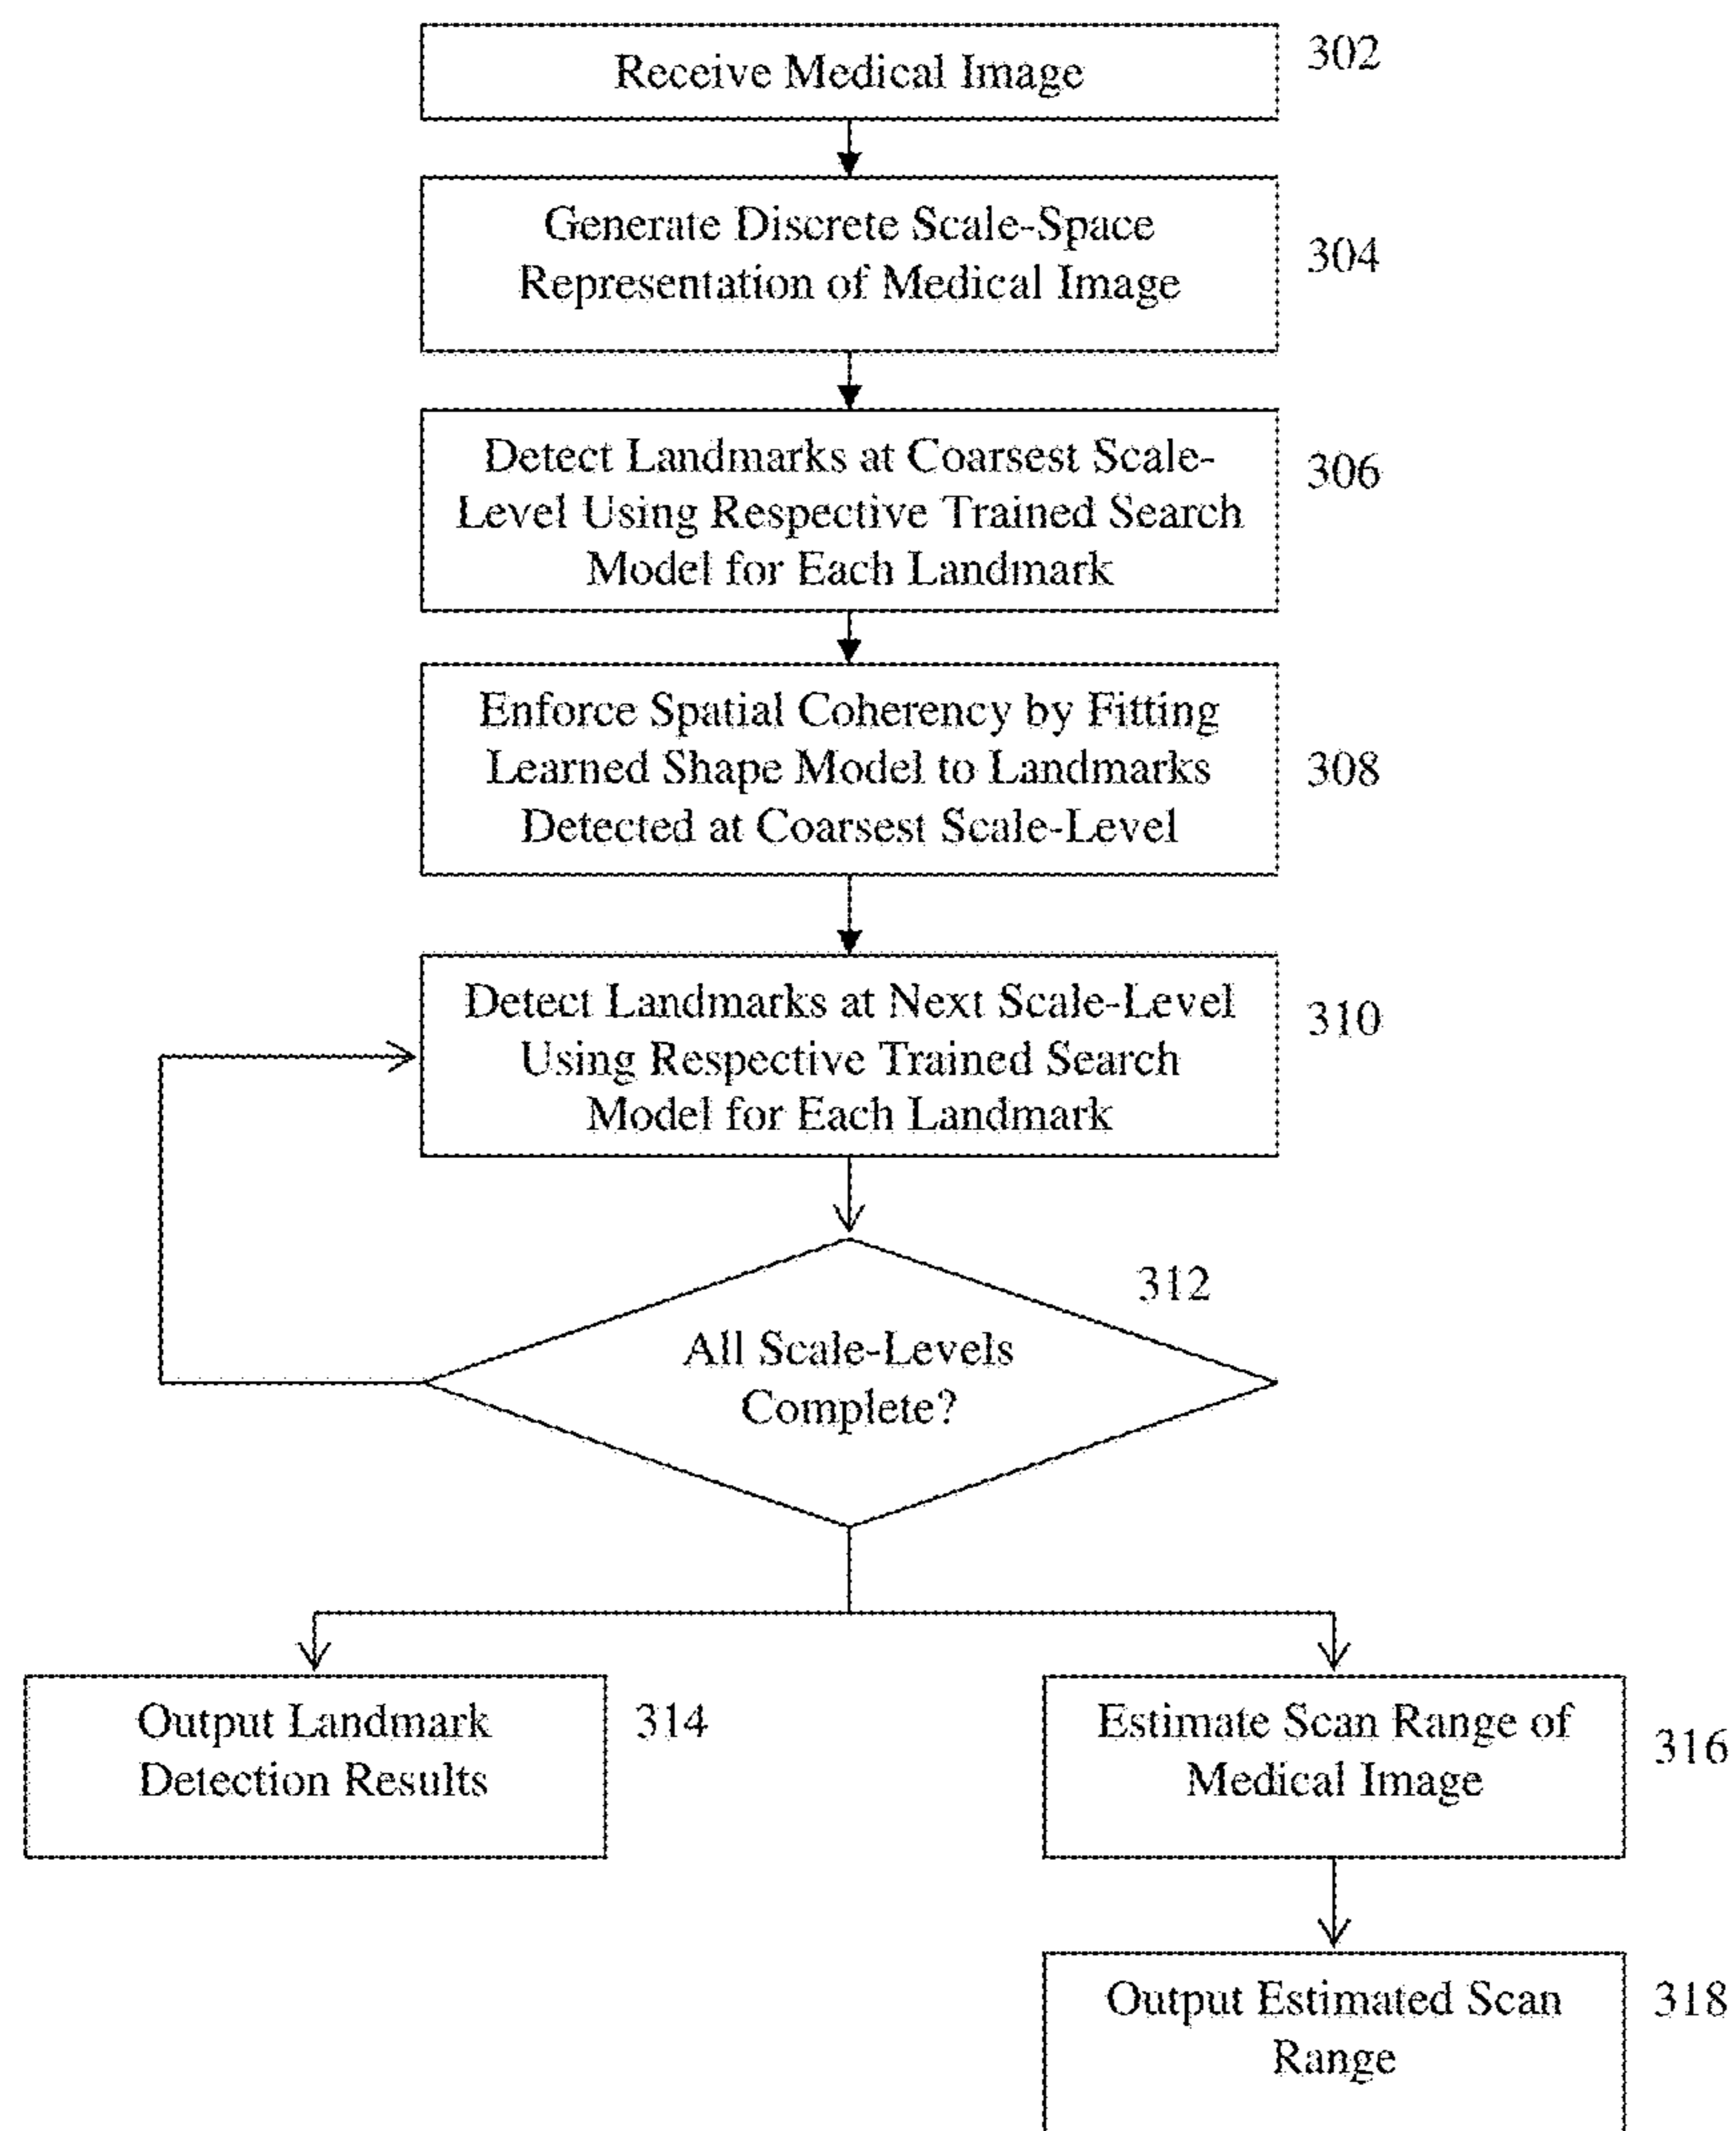 Receive Medical Image
302
Generate Discrete Scale-Space
Representation of Medical Image
304
Detect Landmarks at Coarsest Scale-
Level Using Respective Trained Search
Model for Each Landmark
306
Enforce Spatial Coherency by Fitting
Learned Shape Model to Landmarks
Detected at Coarsest Scale-Level
308
Detect Landmarks at Next Scale-Level
Using Respective Trained Search
Model for Each Landmark
310
312
All Scale-Levels
Complete?
Output Landmark
Detection Results
314
Estimate Scan Range of
Medical Image
316
Output Estimated Scan
Range
318